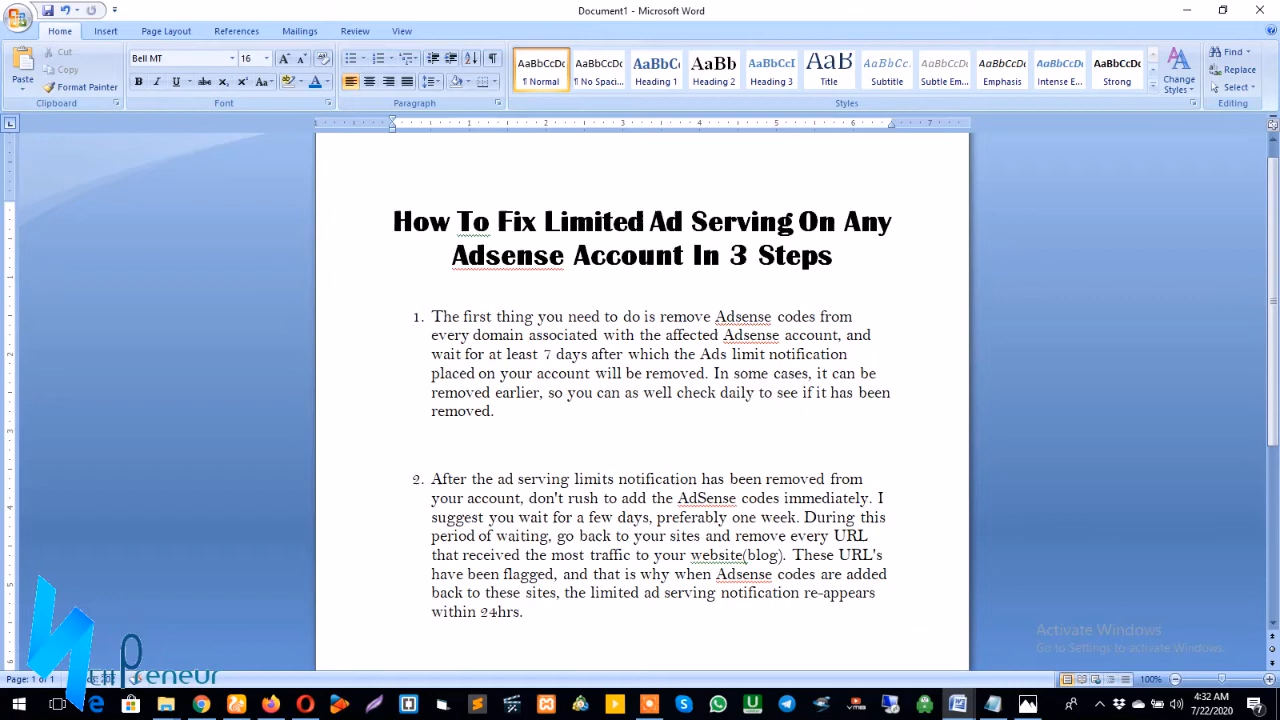 Document1 - Microsoft Word
Home Insert Page Layout References Mailings Review View
Paste Cut Copy Format Painter Clipboard
Bell MT 16 Font
Paragraph
AaBbCcDc AaBbCcDc AaBbC AaBb AaBbCcI AaB AaBbCc. AaBbCcDc AaBbCcDc AaBbCcDc AaBbCcDc
¶ Normal ¶ No Spaci... Heading 1 Heading 2 Heading 3 Title Subtitle Subtle Em... Emphasis Intense E... Strong
Change Styles Styles
Find Replace Select Editing
How To Fix Limited Ad Serving On Any
Adsense Account In 3 Steps
1. The first thing you need to do is remove Adsense codes from
every domain associated with the affected Adsense account, and
wait for at least 7 days after which the Ads limit notification
placed on your account will be removed. In some cases, it can be
removed earlier, so you can as well check daily to see if it has been
removed.
2. After the ad serving limits notification has been removed from
your account, don't rush to add the AdSense codes immediately. I
suggest you wait for a few days, preferably one week. During this
period of waiting, go back to your sites and remove every URL
that received the most traffic to your website(blog). These URL's
have been flagged, and that is why when Adsense codes are added
back to these sites, the limited ad serving notification re-appears
within 24hrs.
Activate Windows
Go to Settings to activate Windows.
Page: 1 of 1
100%
4:32 AM
7/22/2020